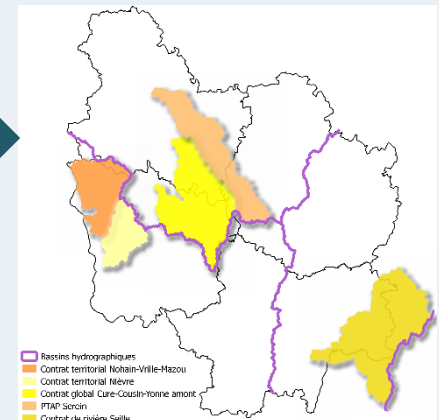 Bassins hydrographiques
Contrat territorial Nohain-Vrille-Mazou
Contrat territorial Nièvre
Contrat global Cure-Cousin-Yonne amont
PTAP Serein
Contrat de rivière Seille